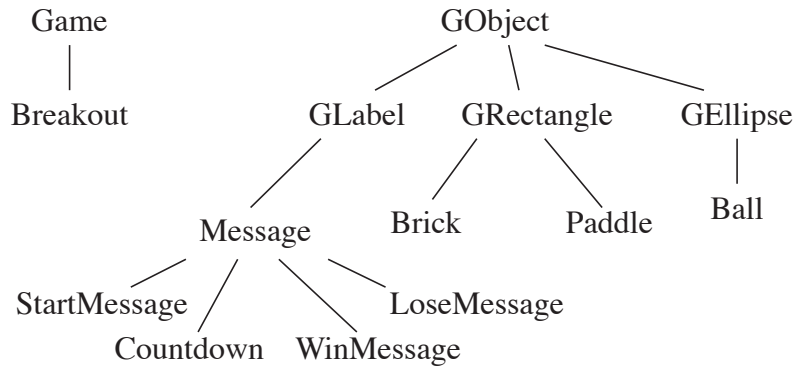 Game GObject
Breakout GLabel GRectangle GEllipse
Message Brick Paddle Ball
StartMessage LoseMessage
Countdown WinMessage